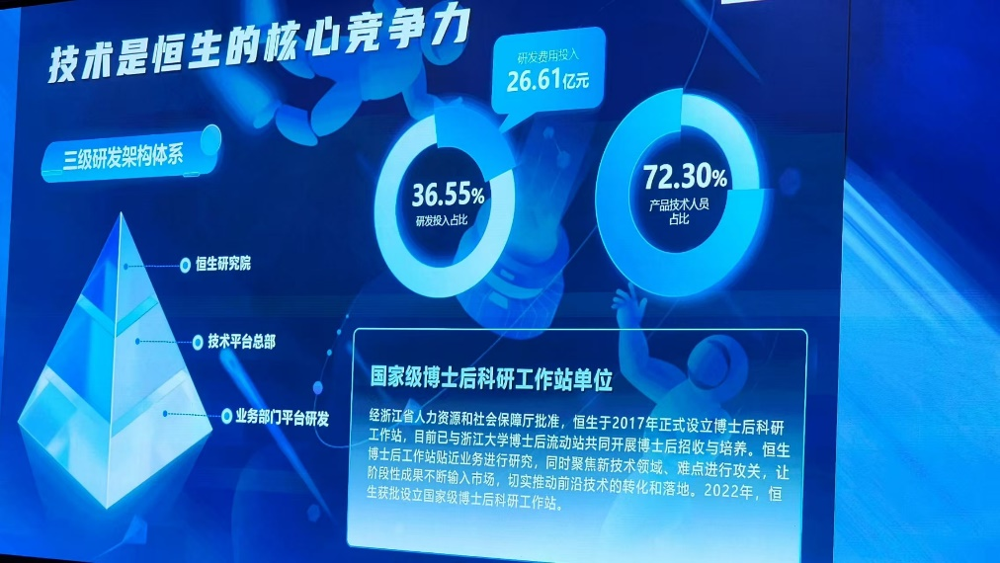 技术是恒生的核心竞争力
研发费用投入
26.61亿元
三级研发架构体系
36.55%
研发投入占比
72.30%
产品技术人员
占比
恒生研究院
技术平台总部
业务部门平台研发
国家级博士后科研工作站单位
经浙江省人力资源和社会保障厅批准，恒生于2017年正式设立博士后科研
工作站，目前已与浙江大学博士后流动站共同开展博士后招收与培养。恒生
博士后工作站贴近业务进行研究，同时聚焦新技术领域、难点进行攻关，让
阶段性成果不断输入市场，切实推动前沿技术的转化和落地。2022年，恒
生获批设立国家级博士后科研工作站。